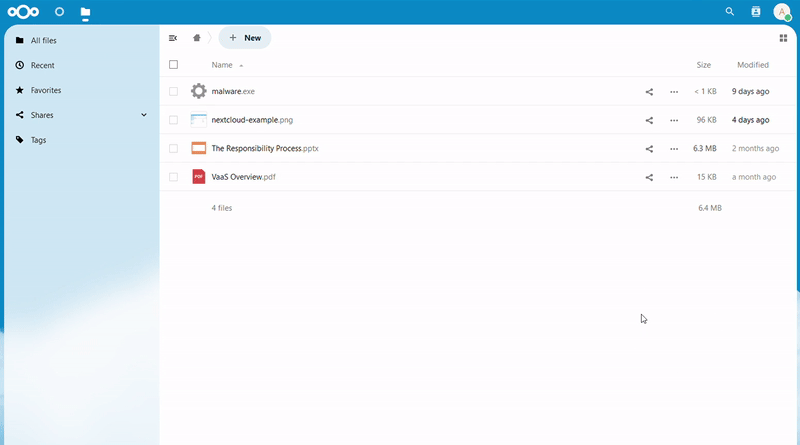 A
All files
Recent
Favorites
Shares
Tags
+ New
Name Size Modified
malware.exe < 1 KB 9 days ago
nextcloud-example.png 96 KB 4 days ago
The Responsibility Process.pptx 6.3 MB 2 months ago
PDF VaaS Overview.pdf 15 KB a month ago
4 files 6.4 MB